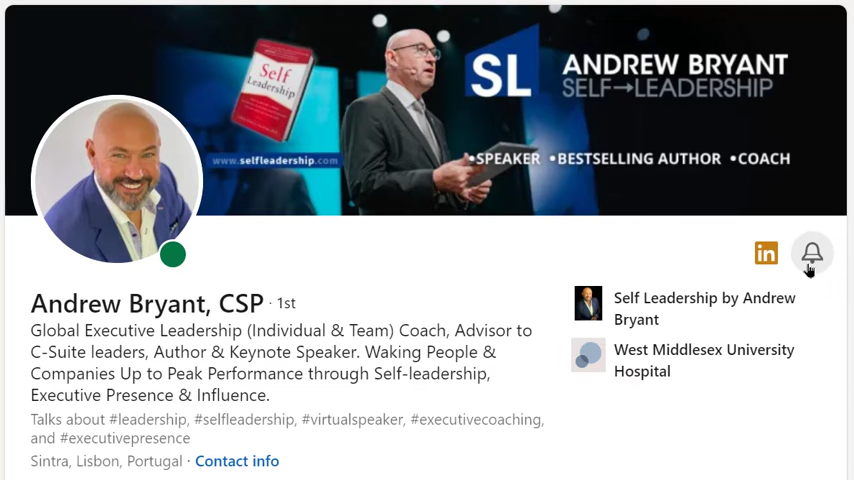 Self
Leadership
SL
ANDREW BRYANT
SELF→LEADERSHIP
www.selfleadership.com
•SPEAKER •BESTSELLING AUTHOR •COACH
in
Andrew Bryant, CSP · 1st
Global Executive Leadership (Individual & Team) Coach, Advisor to
C-Suite leaders, Author & Keynote Speaker. Waking People &
Companies Up to Peak Performance through Self-leadership,
Executive Presence & Influence.
Talks about #leadership, #selfleadership, #virtualspeaker, #executivecoaching,
and #executivepresence
Sintra, Lisbon, Portugal · Contact info
Self Leadership by Andrew
Bryant
West Middlesex University
Hospital